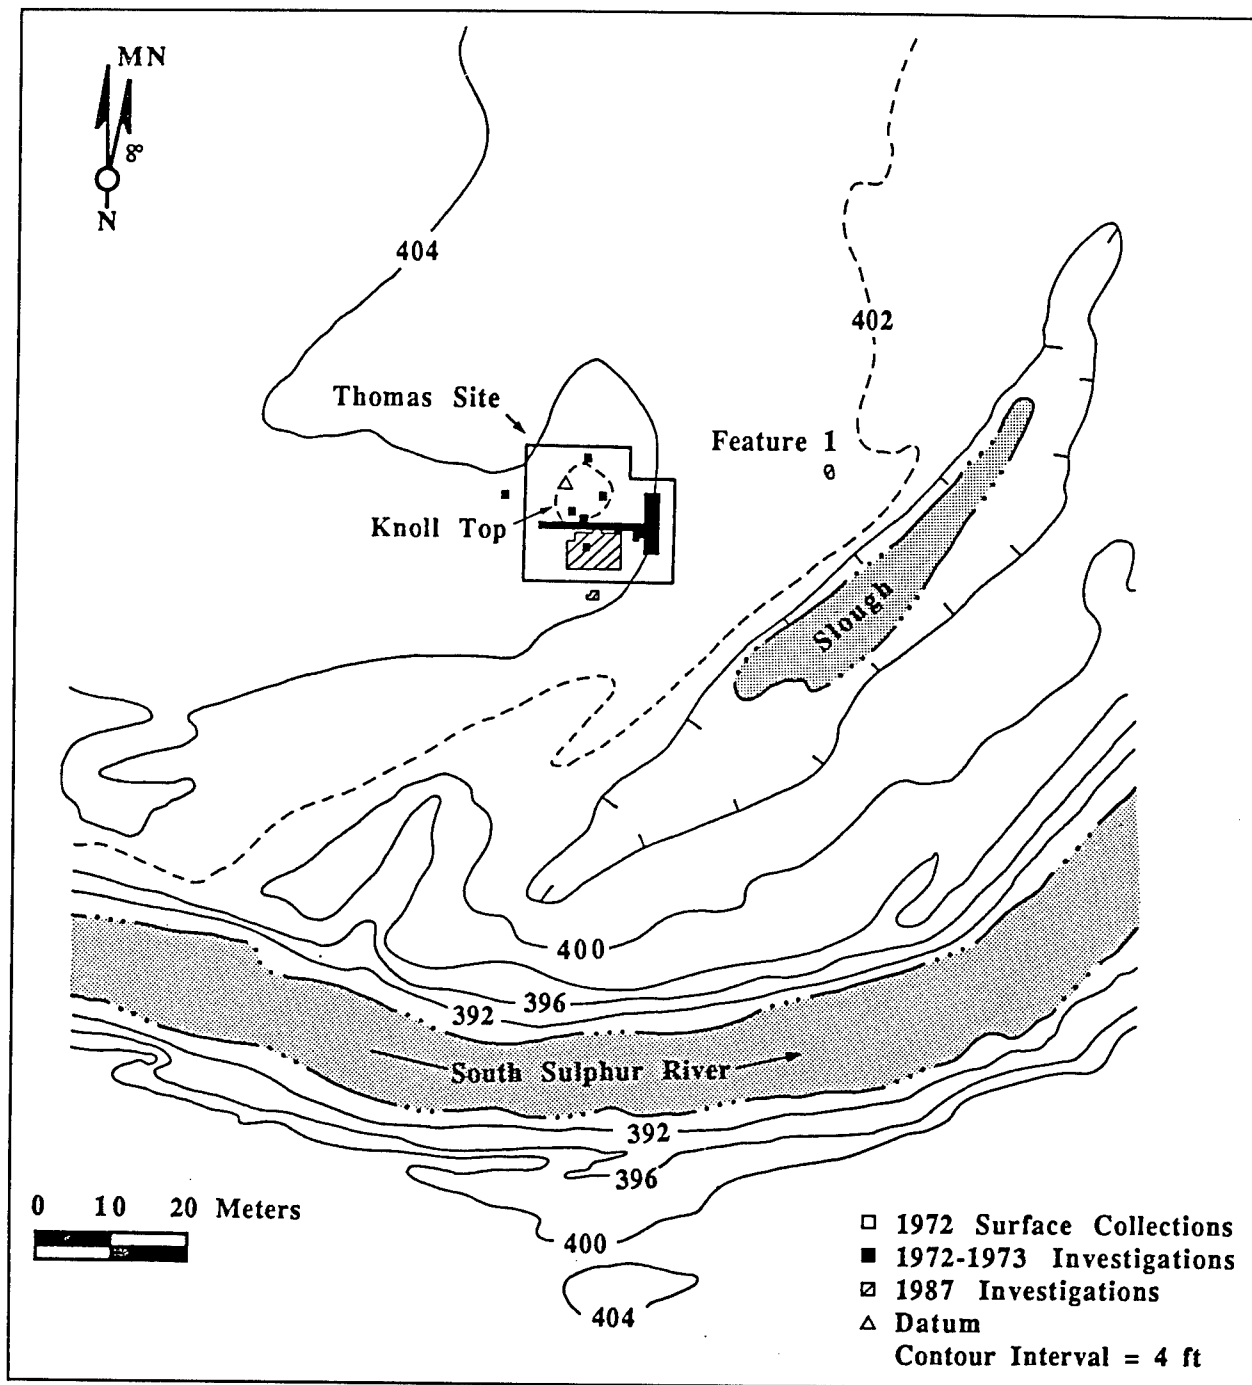 MN
8°
N
404
402
Thomas Site
Feature 1
Knoll Top
Slough
400
396
392
South Sulphur River
392
396
0 10 20 Meters
400
404
1972 Surface Collections
1972-1973 Investigations
1987 Investigations
Datum
Contour Interval = 4 ft